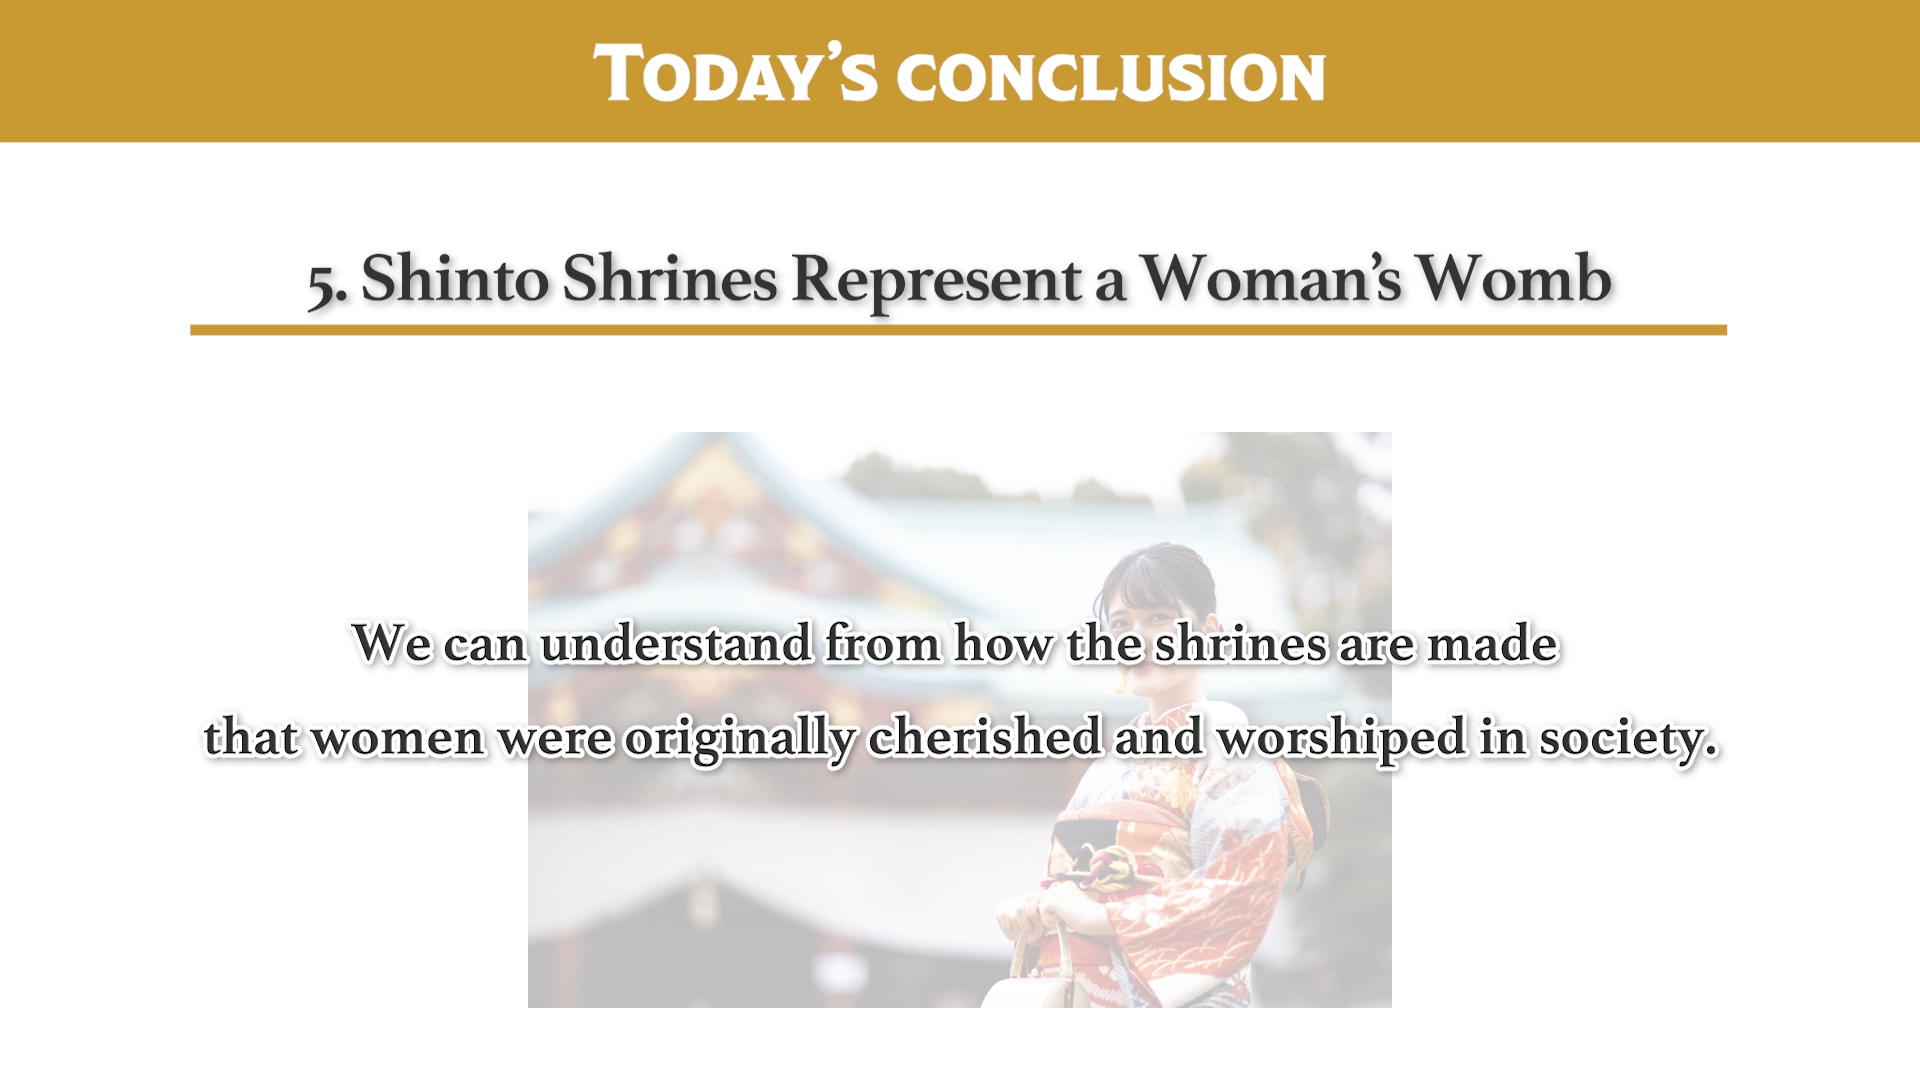 Today's conclusion
5. Shinto Shrines Represent a Woman's Womb
We can understand from how the shrines are made
that women were originally cherished and worshiped in society.